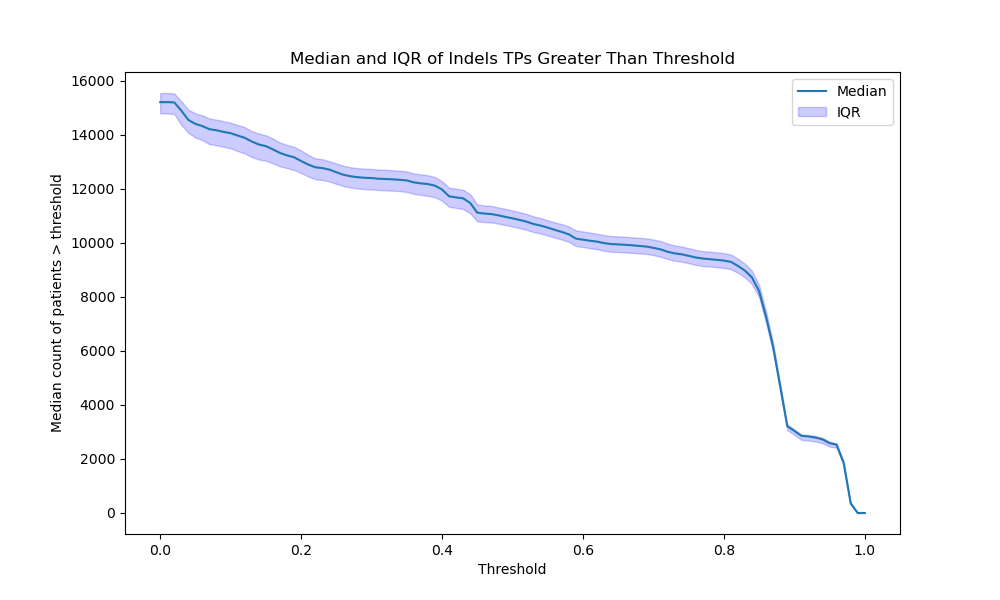 Median and IQR of Indels TPs Greater Than Threshold
Median
IQR
Median count of patients > threshold
16000
14000
12000
10000
8000
6000
4000
2000
0
0.0 0.2 0.4 0.6 0.8 1.0
Threshold